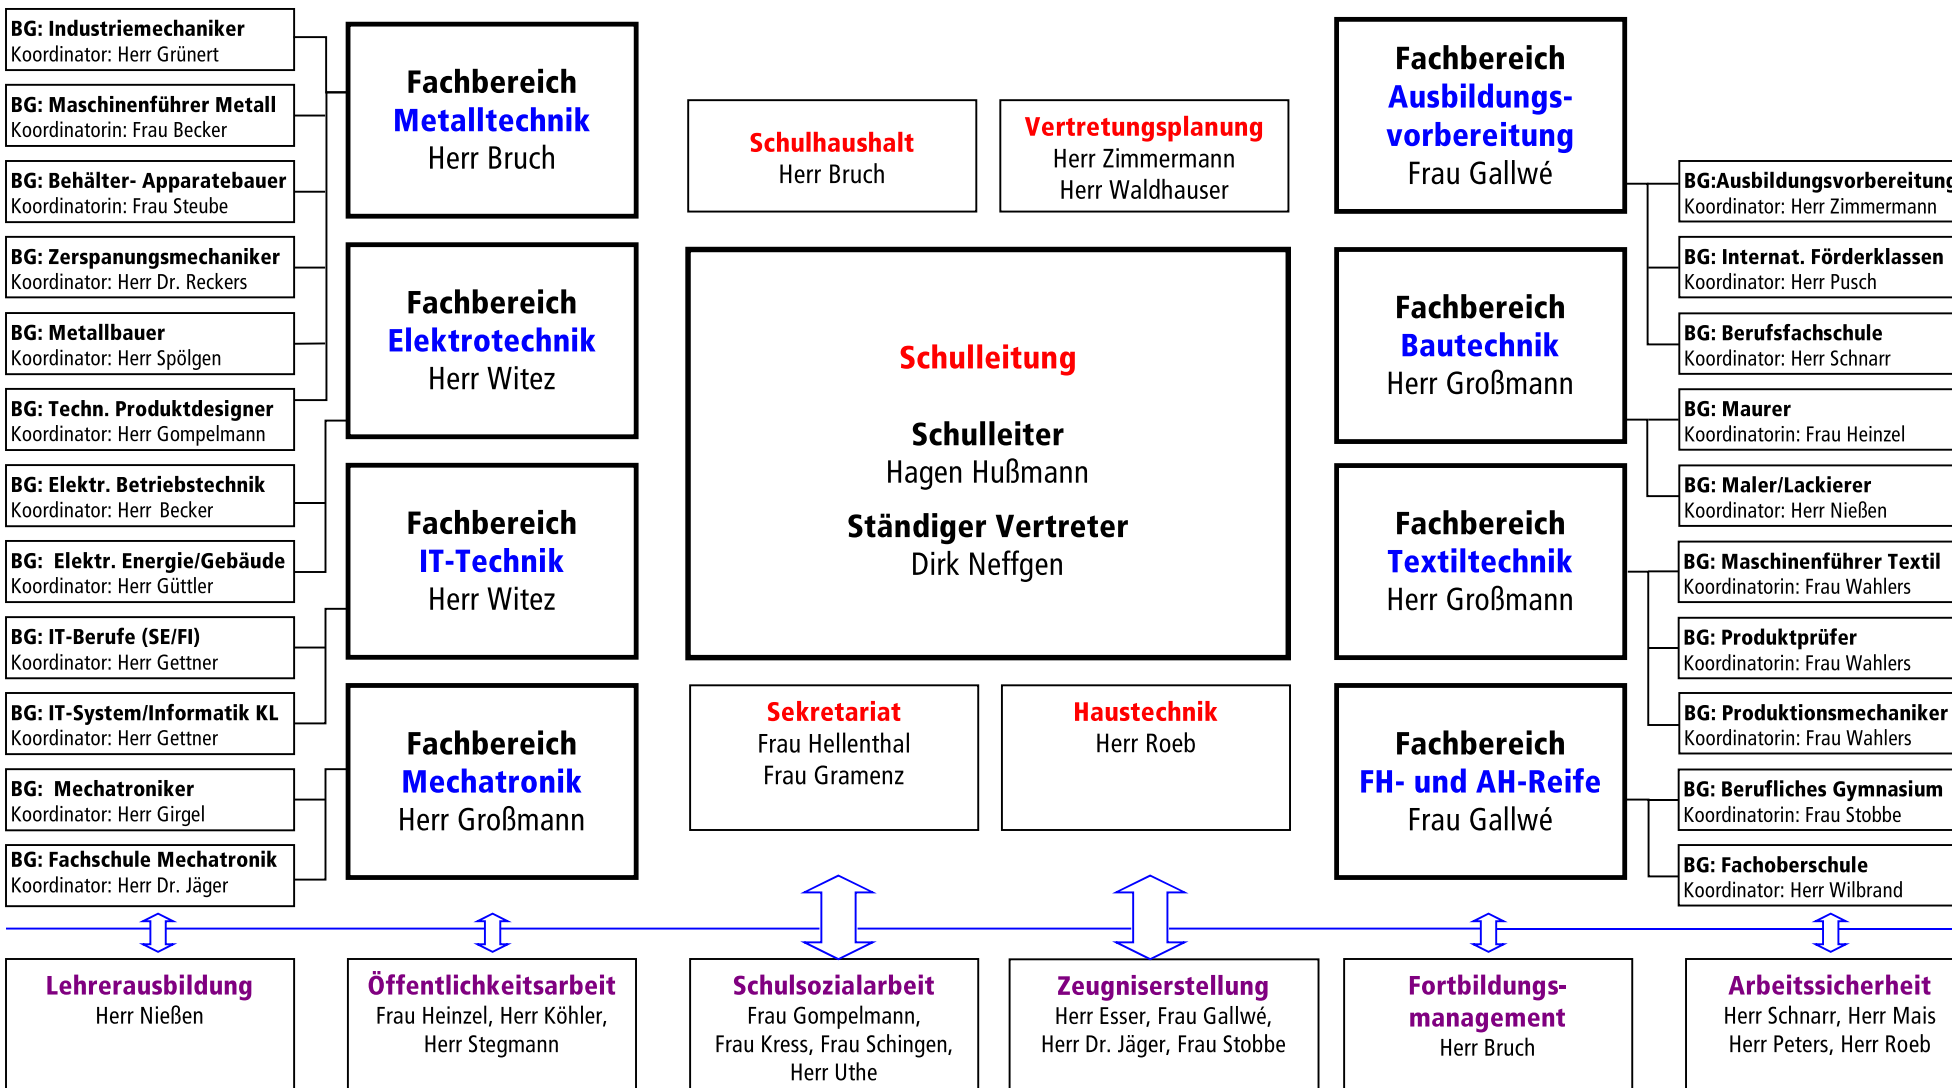 BG: Industriemechaniker
Koordinator: Herr Grünert
BG: Maschinenführer Metall
Koordinatorin: Frau Becker
BG: Behälter- Apparatebauer
Koordinatorin: Frau Steube
BG: Zerspanungsmechaniker
Koordinator: Herr Dr. Reckers
BG: Metallbauer
Koordinator: Herr Spölgen
BG: Techn. Produktdesigner
Koordinator: Herr Gompelmann
BG: Elektr. Betriebstechnik
Koordinator: Herr Becker
BG: Elektr. Energie/Gebäude
Koordinator: Herr Güttler
BG: IT-Berufe (SE/FI)
Koordinator: Herr Gettner
BG: IT-System/Informatik KL
Koordinator: Herr Gettner
BG: Mechatroniker
Koordinator: Herr Girgel
BG: Fachschule Mechatronik
Koordinator: Herr Dr. Jäger
Fachbereich
Metalltechnik
Herr Bruch
Fachbereich
Elektrotechnik
Herr Witez
Fachbereich
IT-Technik
Herr Witez
Fachbereich
Mechatronik
Herr Großmann
Schulhaushalt
Herr Bruch
Vertretungsplanung
Herr Zimmermann
Herr Waldhauser
Schulleitung
Schulleiter
Hagen Hußmann
Ständiger Vertreter
Dirk Neffgen
Sekretariat
Frau Hellenthal
Frau Gramenz
Haustechnik
Herr Roeb
Fachbereich
Ausbildungs-
vorbereitung
Frau Gallwé
Fachbereich
Bautechnik
Herr Großmann
Fachbereich
Textiltechnik
Herr Großmann
Fachbereich
FH- und AH-Reife
Frau Gallwé
BG:Ausbildungsvorbereitung
Koordinator: Herr Zimmermann
BG: Internat. Förderklassen
Koordinator: Herr Pusch
BG: Berufsfachschule
Koordinator: Herr Schnarr
BG: Maurer
Koordinatorin: Frau Heinzel
BG: Maler/Lackierer
Koordinator: Herr Nießen
BG: Maschinenführer Textil
Koordinatorin: Frau Wahlers
BG: Produktprüfer
Koordinatorin: Frau Wahlers
BG: Produktionsmechaniker
Koordinatorin: Frau Wahlers
BG: Berufliches Gymnasium
Koordinatorin: Frau Stobbe
BG: Fachoberschule
Koordinator: Herr Wilbrand
Lehrerausbildung
Herr Nießen
Öffentlichkeitsarbeit
Frau Heinzel, Herr Köhler,
Herr Stegmann
Schulsozialarbeit
Frau Gompelmann,
Frau Kress, Frau Schingen,
Herr Uthe
Zeugniserstellung
Herr Esser, Frau Gallwé,
Herr Dr. Jäger, Frau Stobbe
Fortbildungs-
management
Herr Bruch
Arbeitssicherheit
Herr Schnarr, Herr Mais
Herr Peters, Herr Roeb